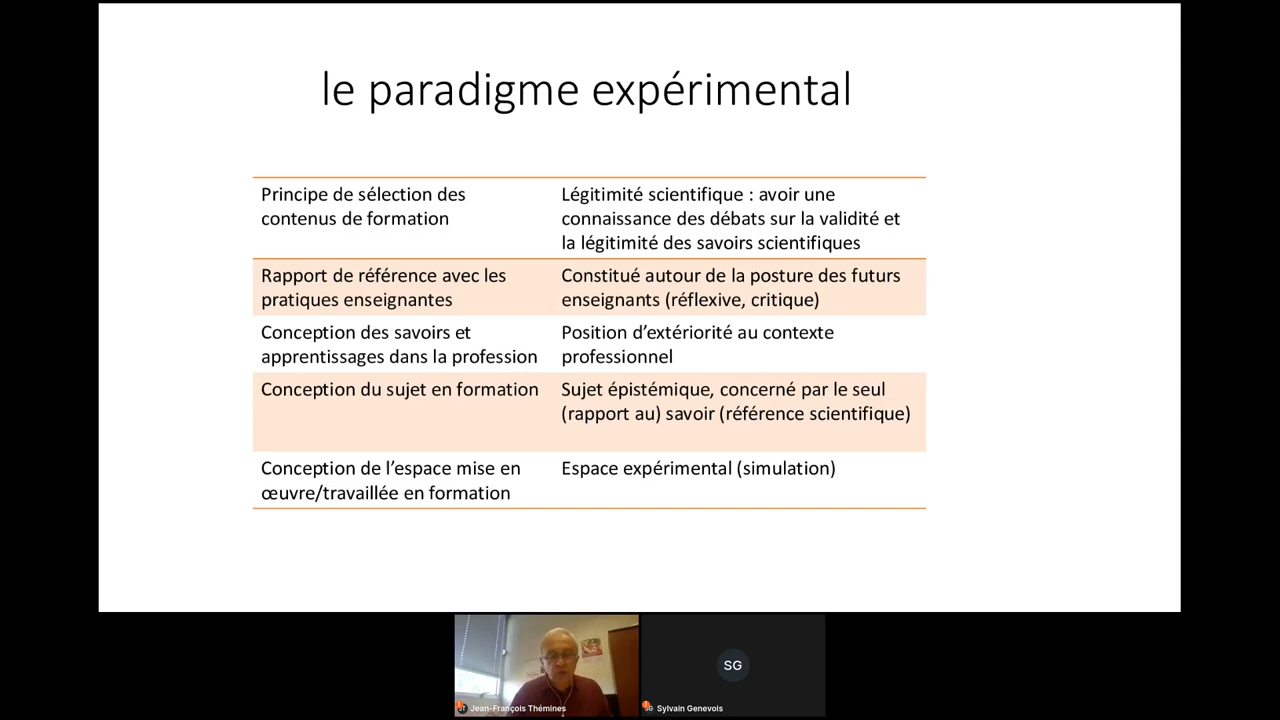 le paradigme expérimental
Principe de sélection des
contenus de formation
Légitimité scientifique : avoir une
connaissance des débats sur la validité et
la légitimité des savoirs scientifiques
Rapport de référence avec les
pratiques enseignantes
Constitué autour de la posture des futurs
enseignants (réflexive, critique)
Conception des savoirs et
apprentissages dans la profession
Position d’extériorité au contexte
professionnel
Conception du sujet en formation
Sujet épistémique, concerné par le seul
(rapport au) savoir (référence scientifique)
Conception de l’espace mise en
œuvre/travaillée en formation
Espace expérimental (simulation)
SG
Jean-François Thémines
SG Sylvain Genevois